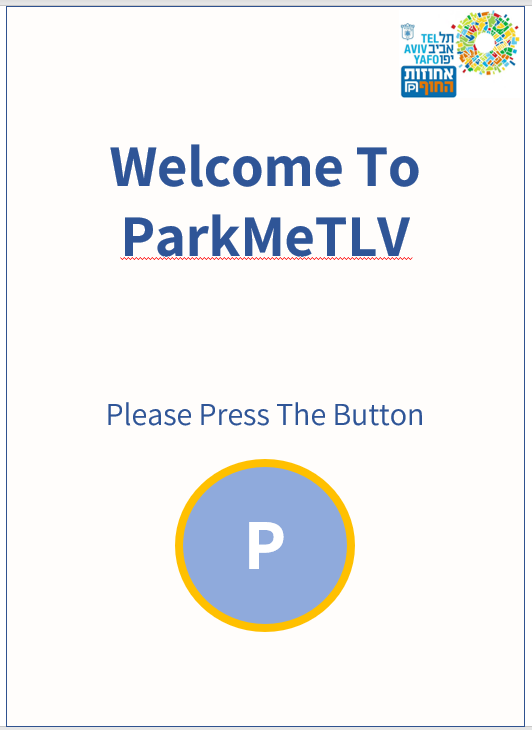 TEL תל
AVIV אביב
YAFO יפו
אחוזות
החוף
Welcome To
ParkMeTLV
Please Press The Button
P